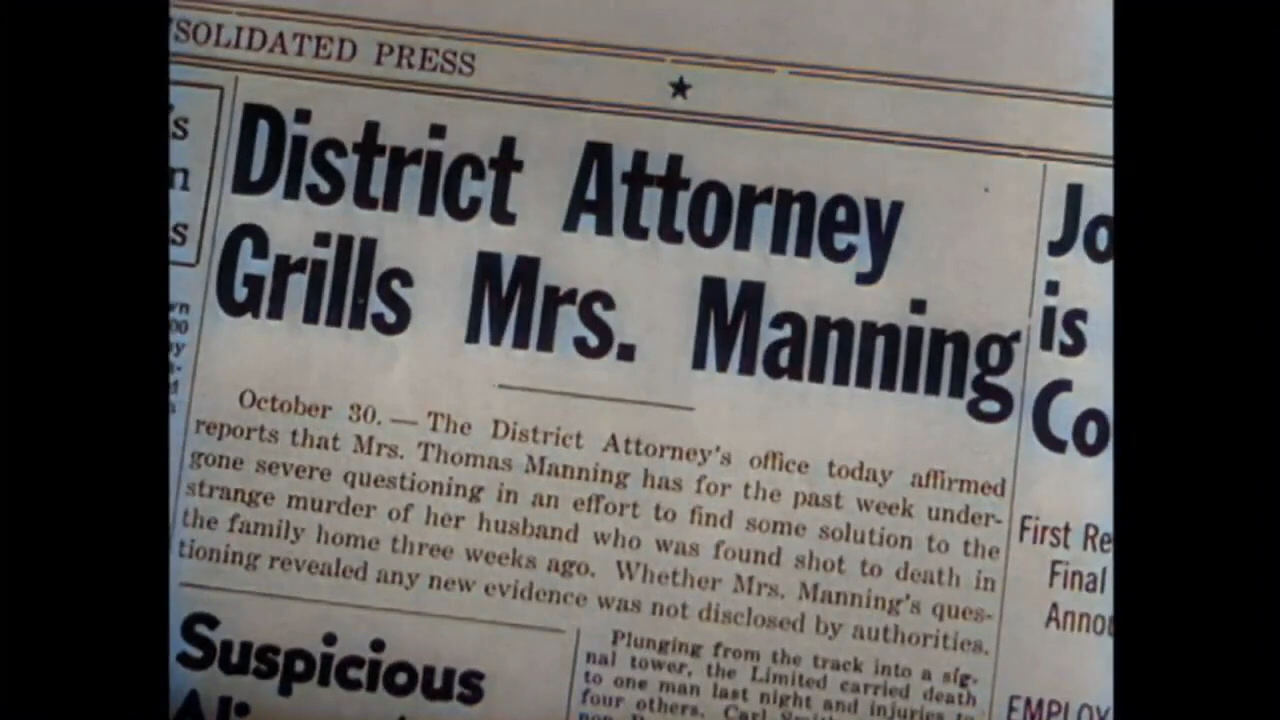 SOLIDATED PRESS
's
n
s
District Attorney
Grills Mrs. Manning
October 30. — The District Attorney's office today affirmed
reports that Mrs. Thomas Manning has for the past week under-
gone severe questioning in an effort to find some solution to the
strange murder of her husband who was found shot to death in
the family home three weeks ago. Whether Mrs. Manning's ques-
tioning revealed any new evidence was not disclosed by authorities.
Suspicious
Plunging from the track into a sig-
nal tower, the Limited carried death
to one man last night and injuries to
four others. Carl
Jo
is
Co
First Re
Final
Annou
EMPLOY